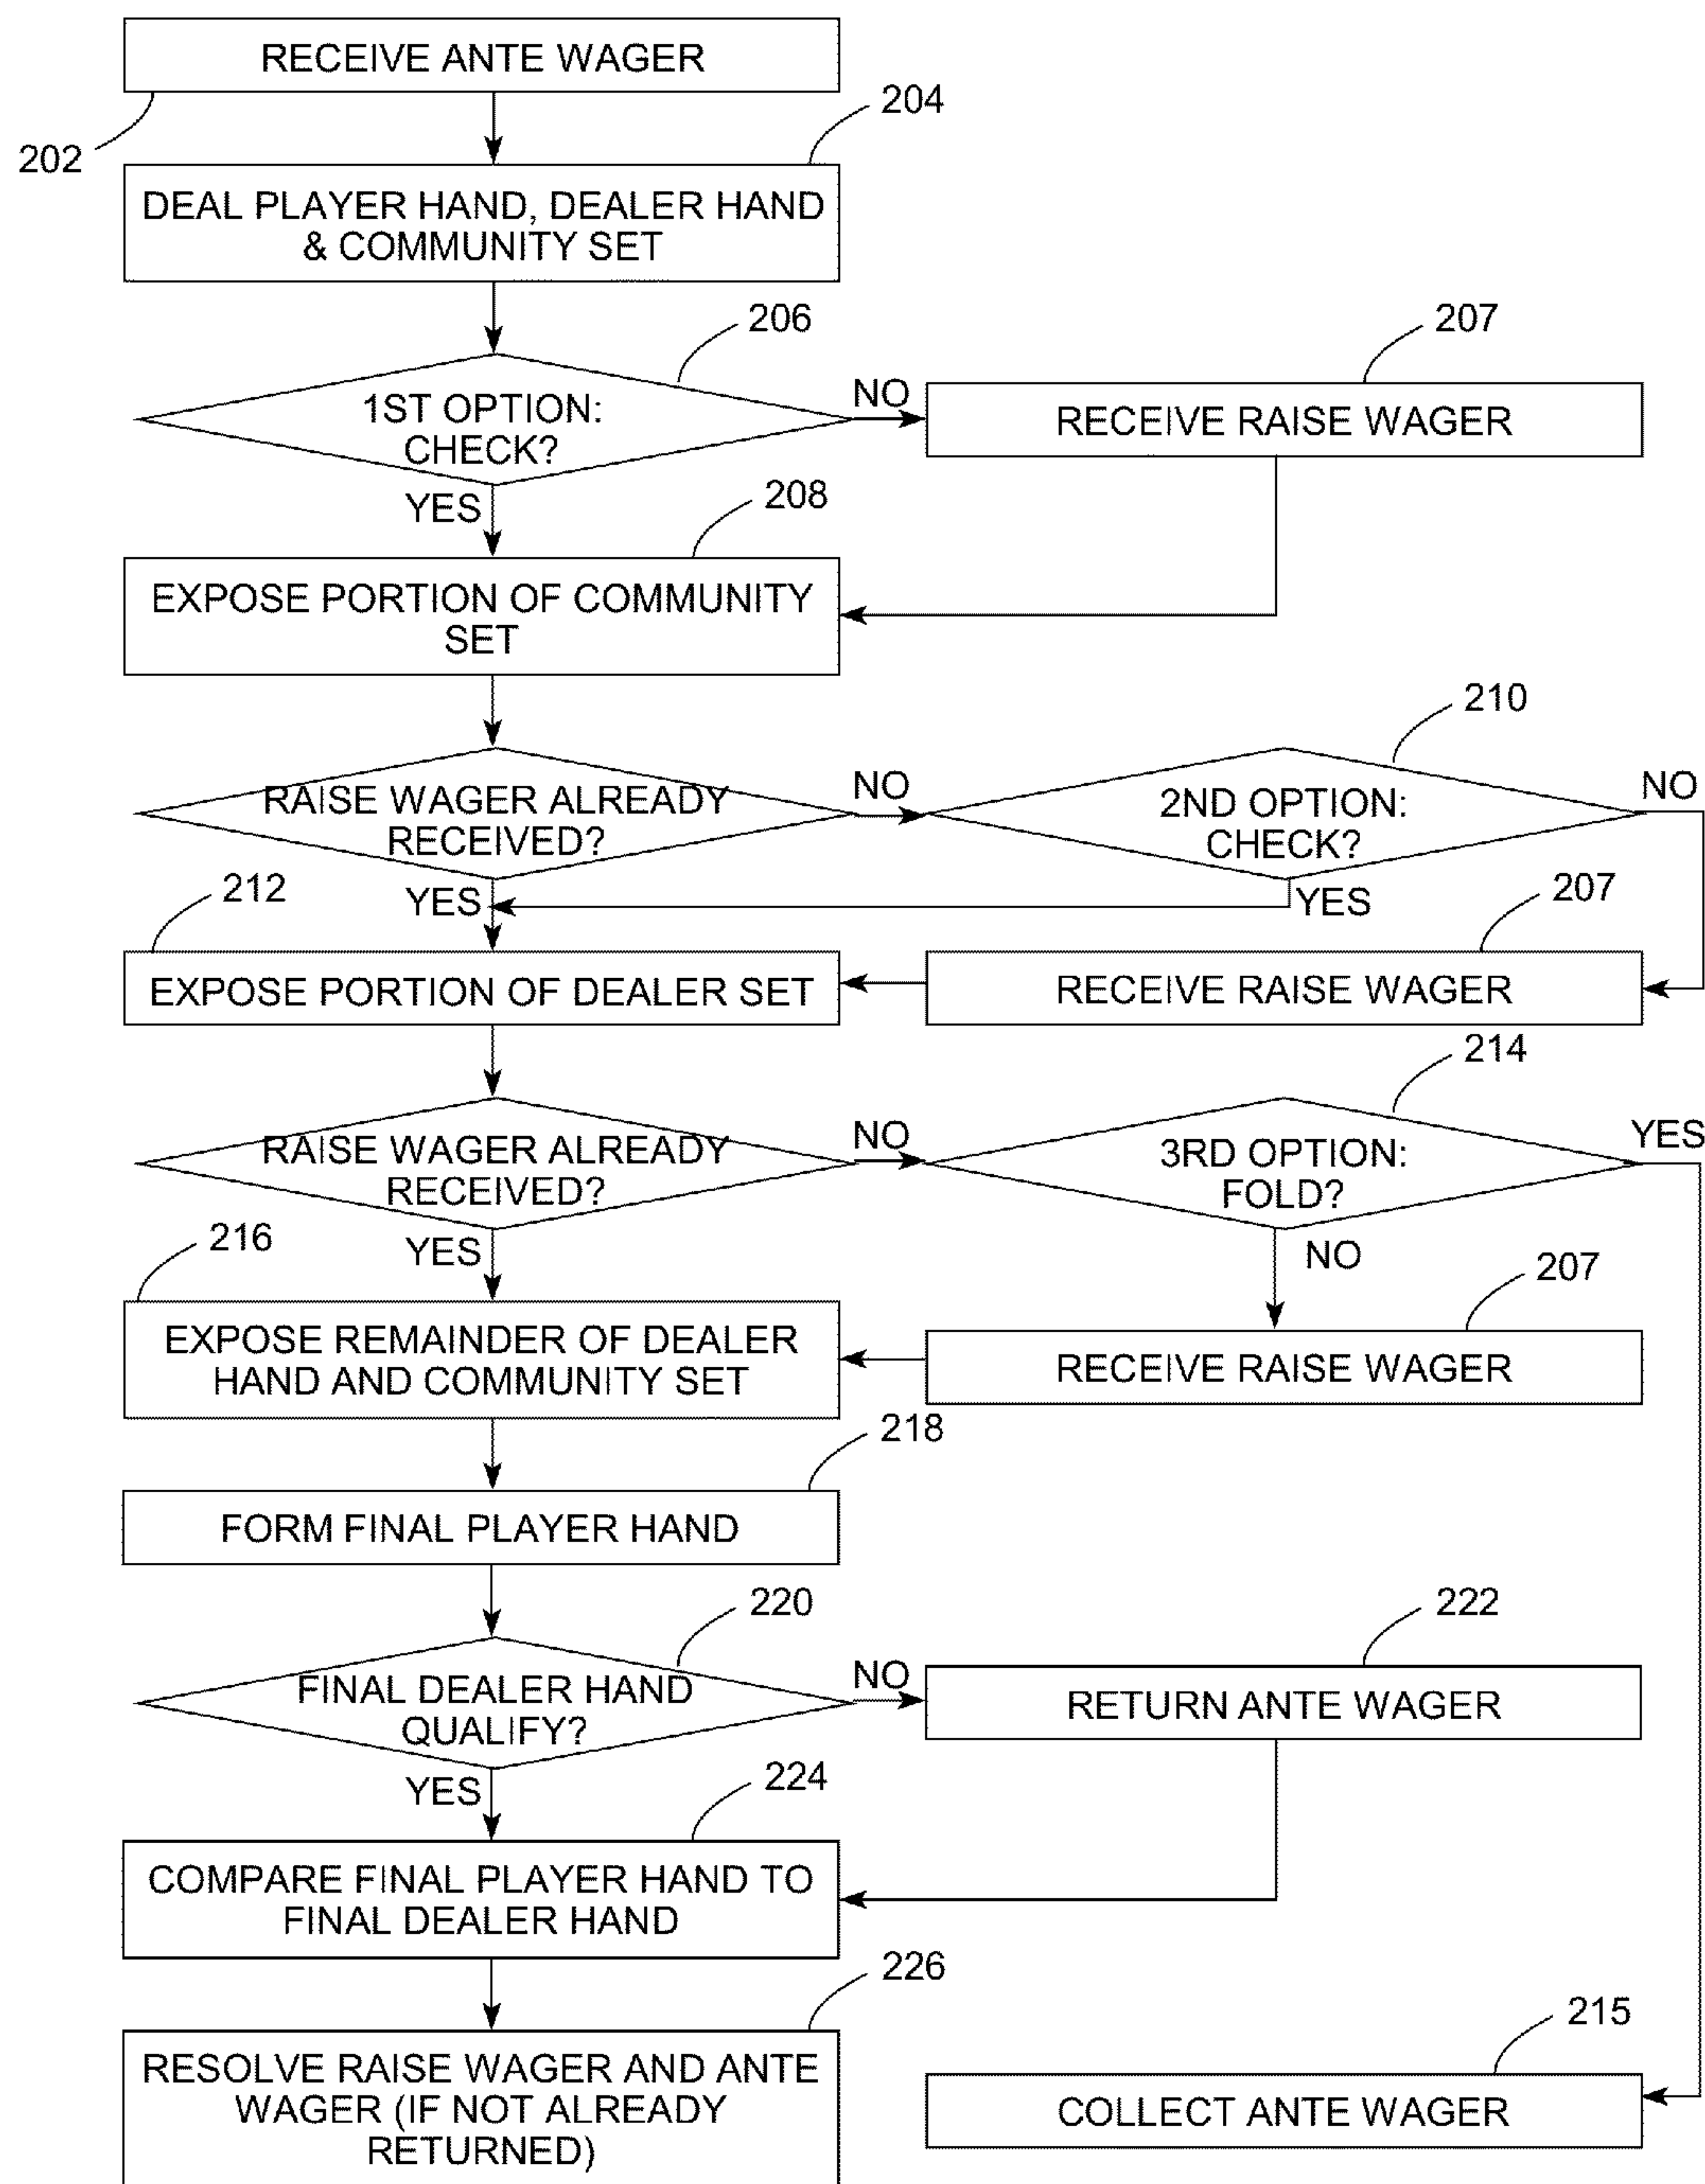 RECEIVE ANTE WAGER
202
204
DEAL PLAYER HAND, DEALER HAND
& COMMUNITY SET
206
1ST OPTION:
CHECK?
NO
207
RECEIVE RAISE WAGER
YES
208
EXPOSE PORTION OF COMMUNITY
SET
RAISE WAGER ALREADY
RECEIVED?
NO
210
2ND OPTION:
CHECK?
NO
YES
YES
212
EXPOSE PORTION OF DEALER SET
207
RECEIVE RAISE WAGER
RAISE WAGER ALREADY
RECEIVED?
NO
214
3RD OPTION:
FOLD?
YES
YES
NO
216
EXPOSE REMAINDER OF DEALER
HAND AND COMMUNITY SET
207
RECEIVE RAISE WAGER
218
FORM FINAL PLAYER HAND
220
FINAL DEALER HAND
QUALIFY?
NO
222
RETURN ANTE WAGER
YES
224
COMPARE FINAL PLAYER HAND TO
FINAL DEALER HAND
226
RESOLVE RAISE WAGER AND ANTE
WAGER (IF NOT ALREADY
RETURNED)
215
COLLECT ANTE WAGER